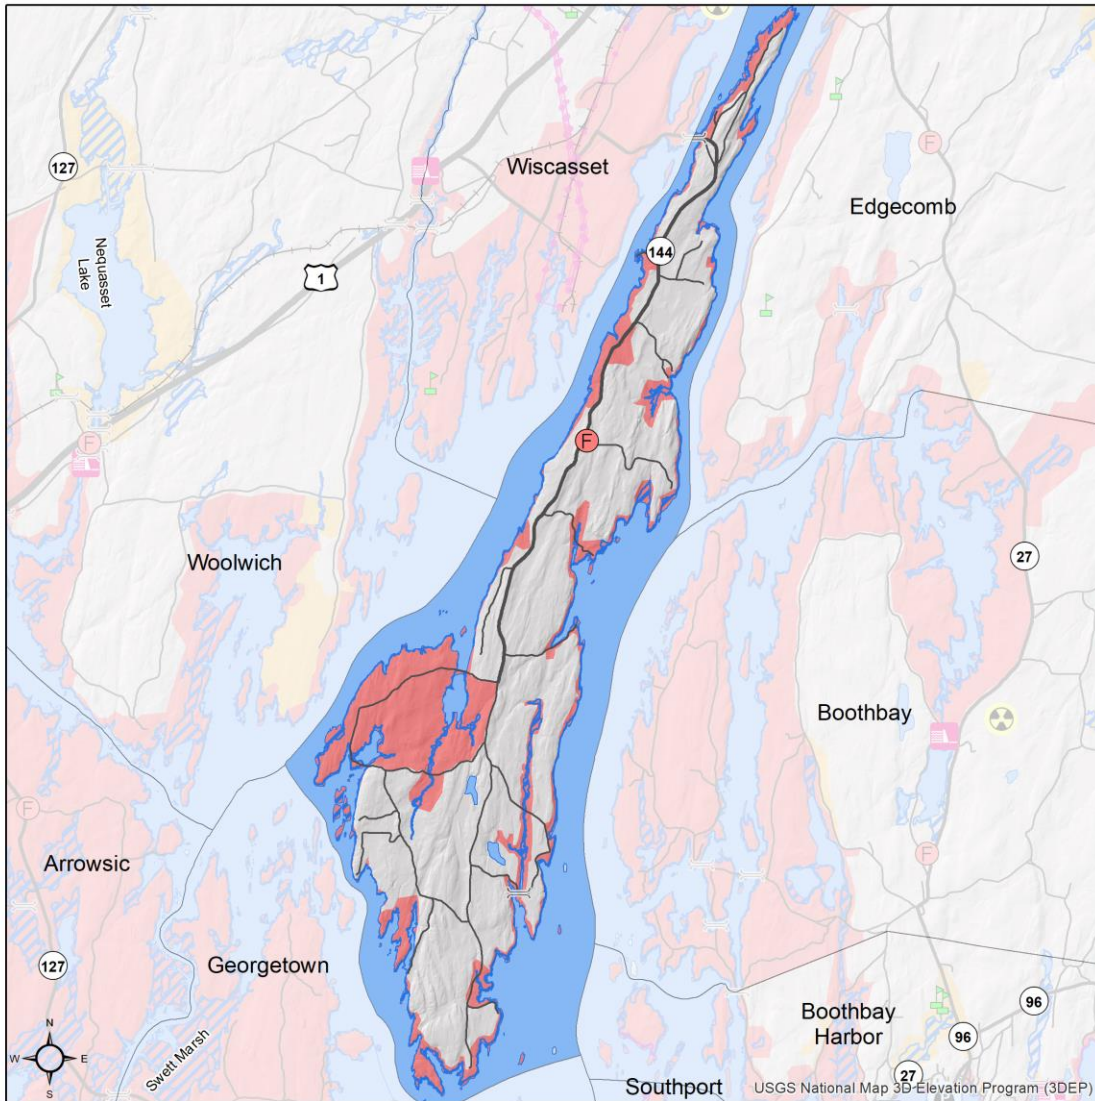 127
Wiscasset
Edgecomb
Nequasset
Lake
144
1
F
F
F
Woolwich
27
Boothbay
F
Arrowsic
F
127
Georgetown
Boothbay
Harbor
96
96
N
W
E
S
Swett Marsh
27
Southport
USGS National Map 3D Elevation Program (3DEP)